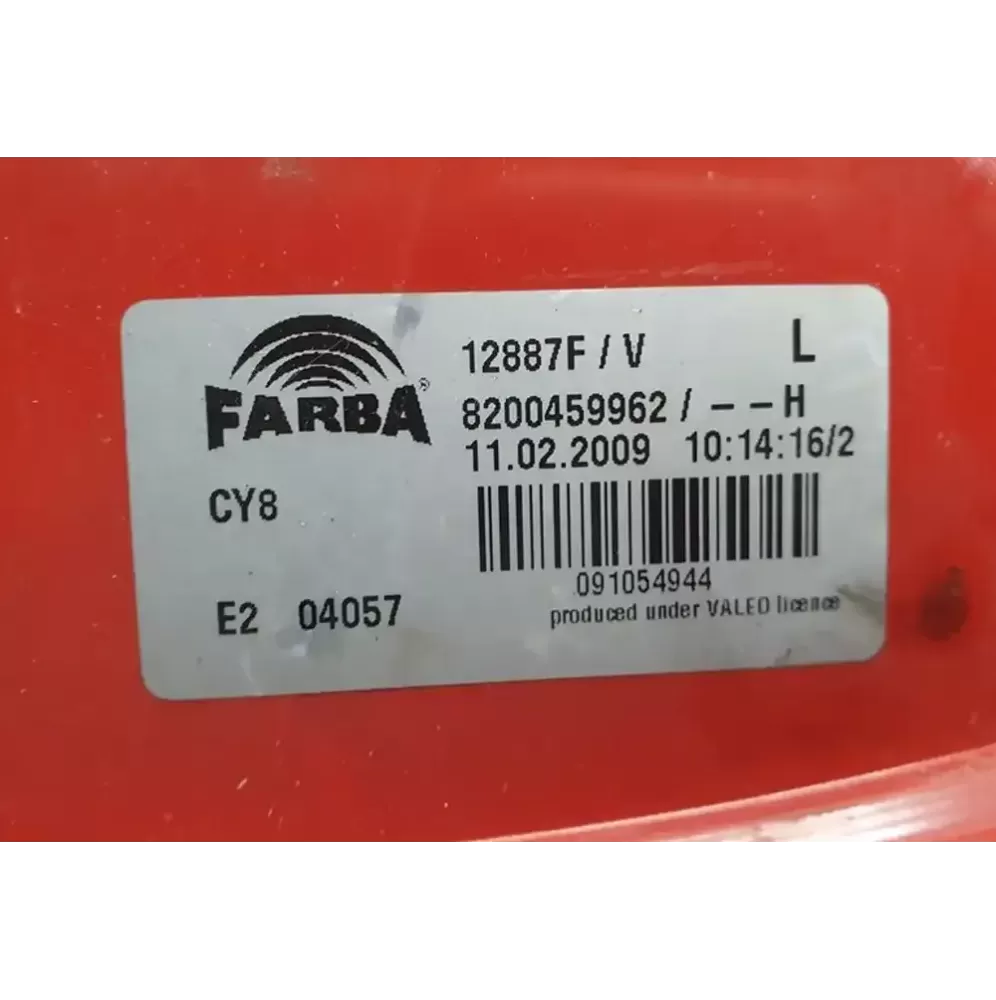 FARBA®
12887F / V L
8200459962 / - - H
11.02.2009 10:14:16/2
CY8
091054944
E2 04057
produced under VALEO licence